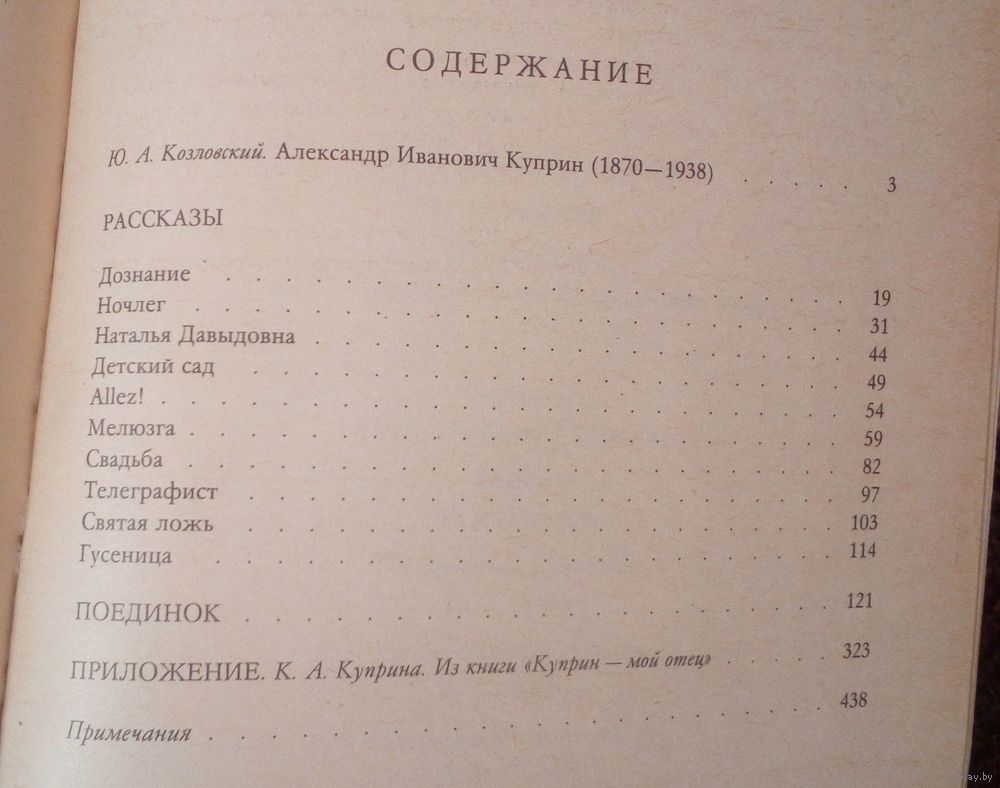 СОДЕРЖАНИЕ
Ю. А. Козловский. Александр Иванович Куприн (1870—1938) . . . . . 3
РАССКАЗЫ
Дознание . . . . . . . . . . . . . . . . . . . . 19
Ночлег . . . . . . . . . . . . . . . . . . . . . 31
Наталья Давыдовна . . . . . . . . . . . . . . . . 44
Детский сад . . . . . . . . . . . . . . . . . . . 49
Allez! . . . . . . . . . . . . . . . . . . . . . 54
Мелюзга . . . . . . . . . . . . . . . . . . . . . 59
Свадьба . . . . . . . . . . . . . . . . . . . . . 82
Телеграфист . . . . . . . . . . . . . . . . . . . 97
Святая ложь . . . . . . . . . . . . . . . . . . . 103
Гусеница . . . . . . . . . . . . . . . . . . . . 114
ПОЕДИНОК . . . . . . . . . . . . . . . . . . . . 121
ПРИЛОЖЕНИЕ. К. А. Куприна. Из книги «Куприн — мой отец» . . . . 323
Примечания . . . . . . . . . . . . . . . . . . . 438
ay.by